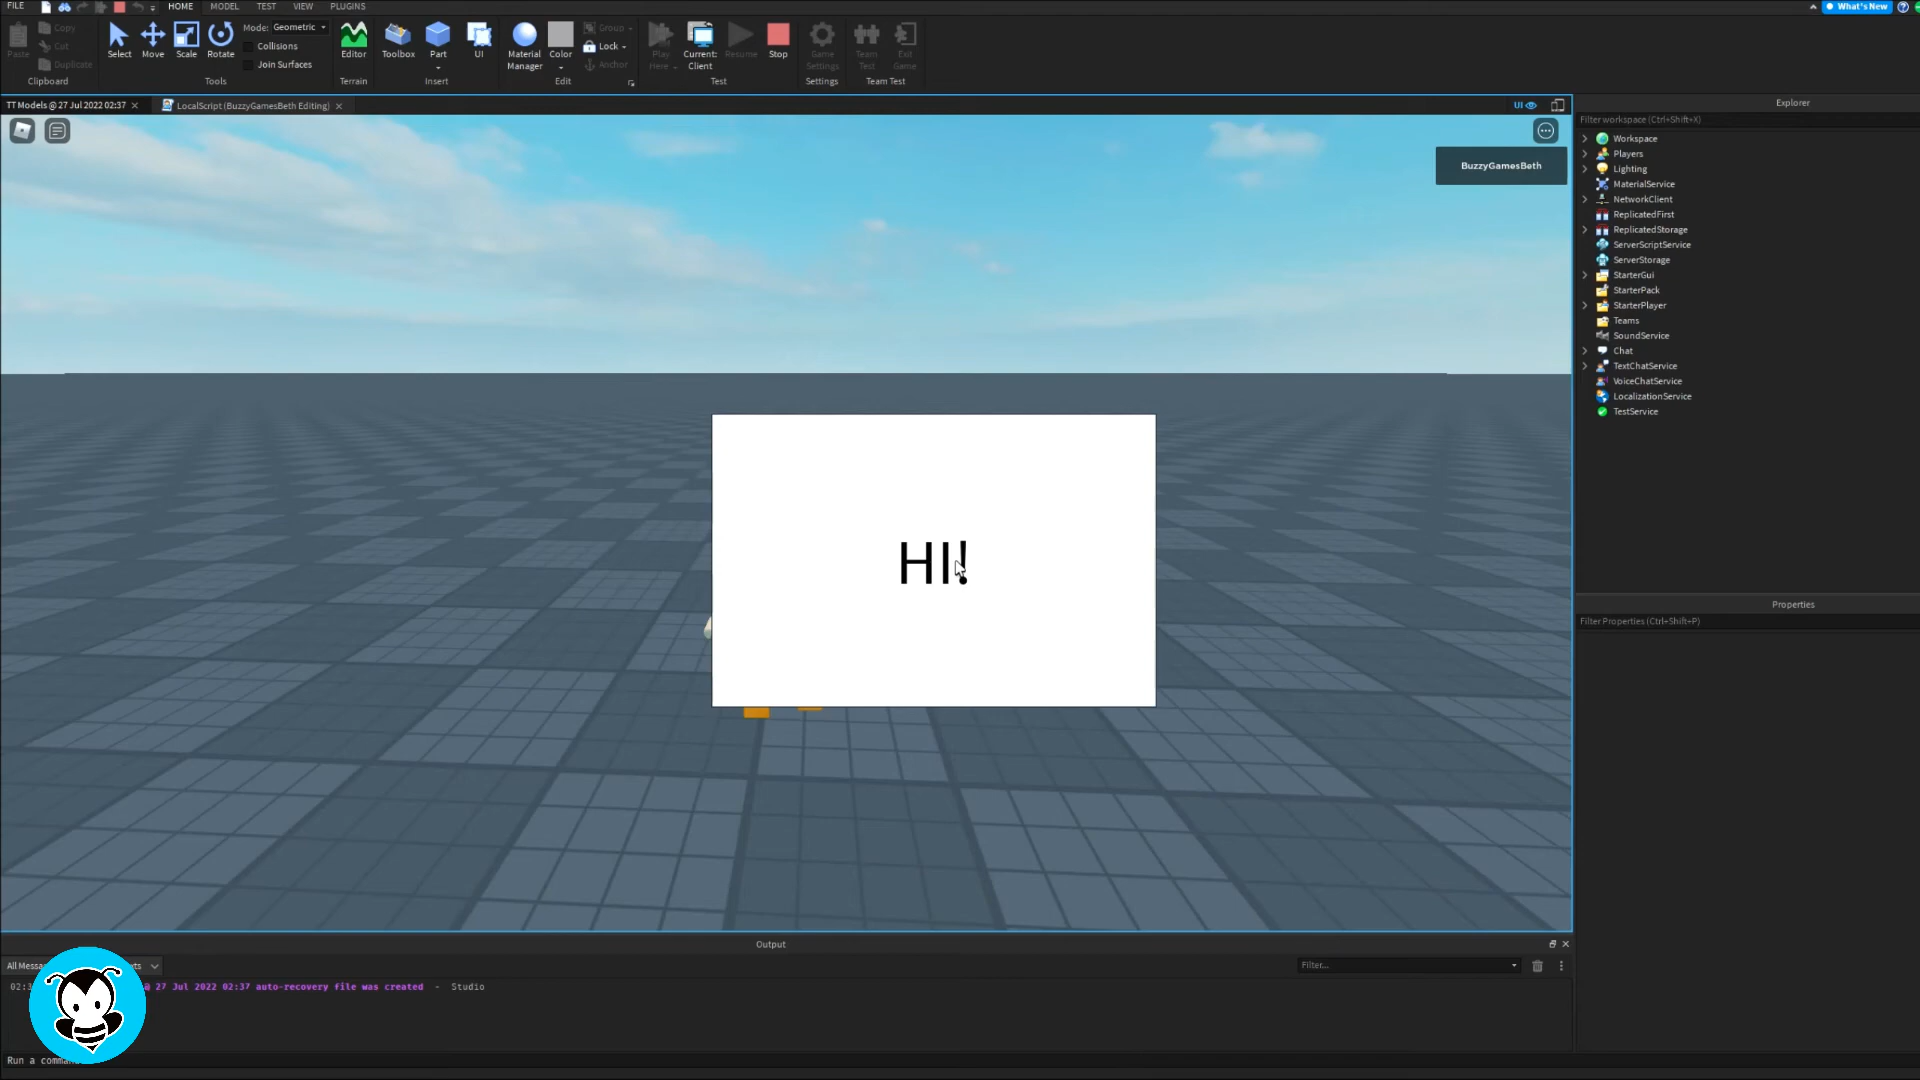 FILE HOME MODEL TEST VIEW PLUGINS What's New
Copy Cut Duplicate Paste Clipboard
Select Move Scale Rotate Mode: Geometric Collisions Join Surfaces Tools
Editor Terrain
Toolbox Part UI Insert
Material Manager Color Group Lock Anchor Edit
Play Here Current: Client Resume Stop Test
Game Settings Settings
Team Test Exit Game Team Test
TT Models @ 27 Jul 2022 02:37 LocalScript (BuzzyGamesBeth Editing) UI
BuzzyGamesBeth
HI!
Explorer
Filter workspace (Ctrl+Shift+X)
Workspace
Players
Lighting
MaterialService
NetworkClient
ReplicatedFirst
ReplicatedStorage
ServerScriptService
ServerStorage
StarterGui
StarterPack
StarterPlayer
Teams
SoundService
Chat
TextChatService
VoiceChatService
LocalizationService
TestService
Properties
Filter Properties (Ctrl+Shift+P)
Output
All Filter...
27 Jul 2022 02:37 auto-recovery file was created - Studio
Run a